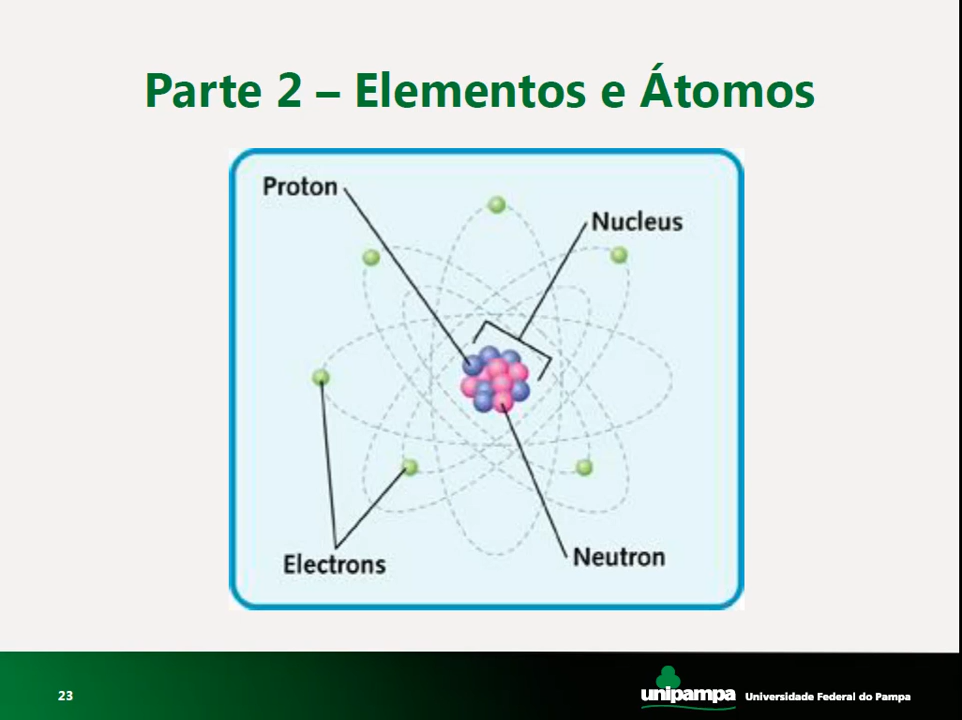 Parte 2 – Elementos e Átomos
Proton
Nucleus
Electrons
Neutron
23
unipampa
Universidade Federal do Pampa